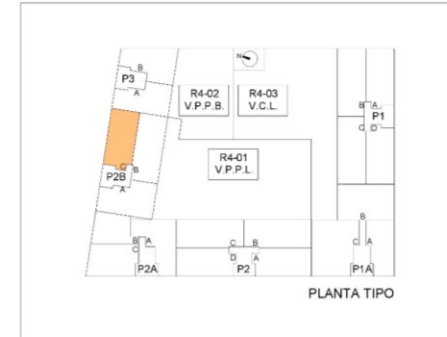 N
B
P3
A
R4-02
V.P.P.B.
R4-03
V.C.L.
B A
P1
C D
R4-01
V.P.P.L.
C B
P2B
A
B
B A
C
P2A
C B
D A
P2
C A
P1A
PLANTA TIPO